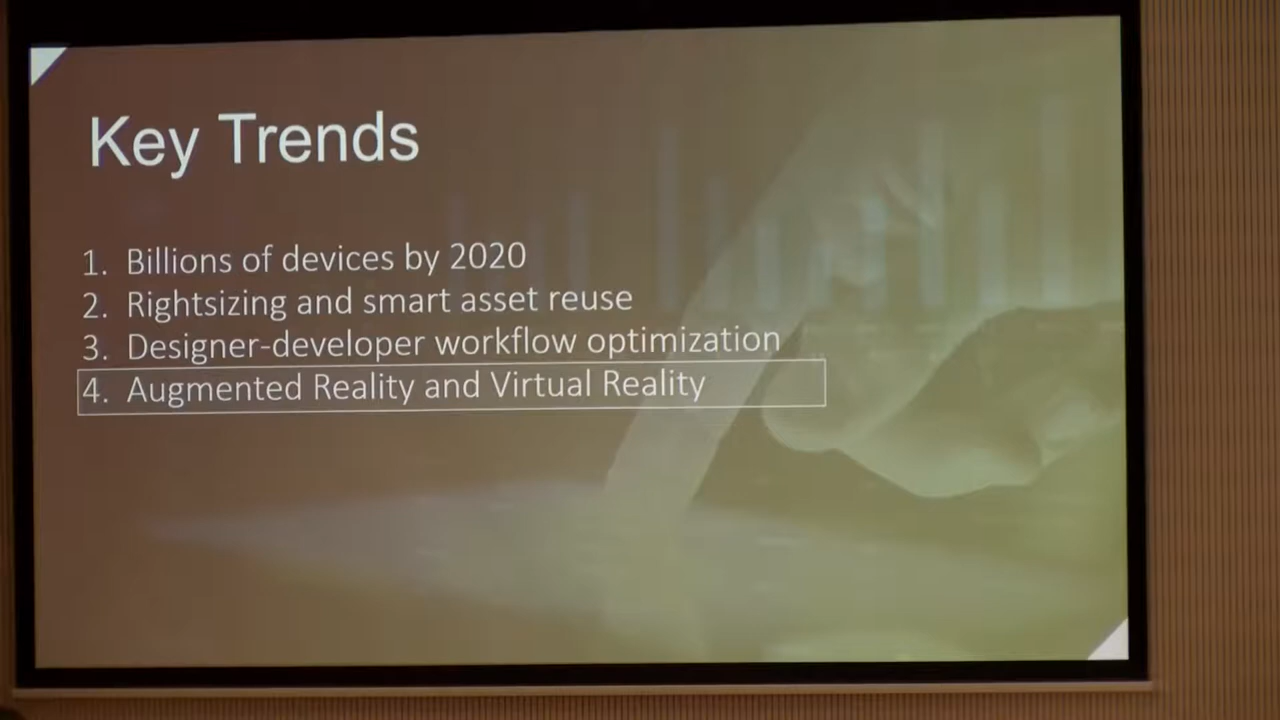 Key Trends
1. Billions of devices by 2020
2. Rightsizing and smart asset reuse
3. Designer-developer workflow optimization
4. Augmented Reality and Virtual Reality